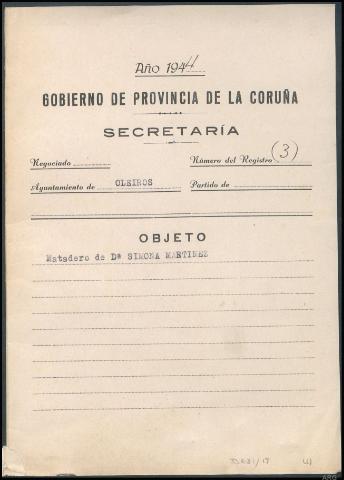 Año 1944
GOBIERNO DE PROVINCIA DE LA CORUÑA
SECRETARÍA
Negociado
Número del Registro (3)
Ayuntamiento de OLEIROS
Partido de
OBJETO
Matadero de Dª SIMONA MARTINEZ